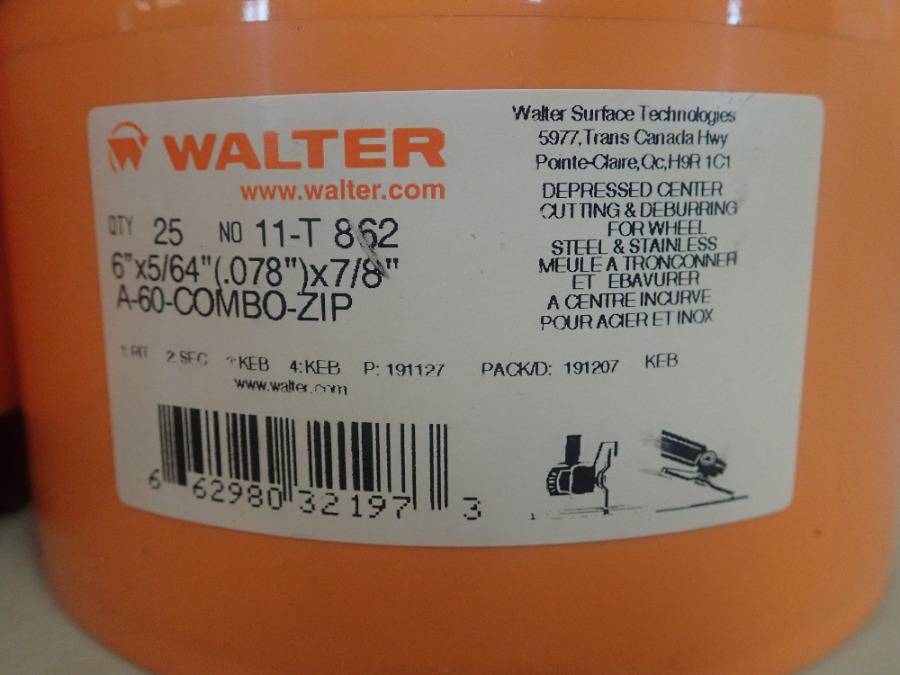 WALTER
www.walter.com
QTY 25 NO 11-T 862
6"x5/64"(.078")x7/8"
A-60-COMBO-ZIP
Walter Surface Technologies
5977,Trans Canada Hwy
Pointe-Claire,Qc,H9R 1C1
DEPRESSED CENTER
CUTTING & DEBURRING
FOR WHEEL
STEEL & STAINLESS
MEULE A TRONCONNER
ET EBAVURER
A CENTRE INCURVE
POUR ACIER ET INOX
2:SEC KEB 4:KEB P: 191127 PACK/D: 191207 KEB
www.walter.com
6 62980 32197 3